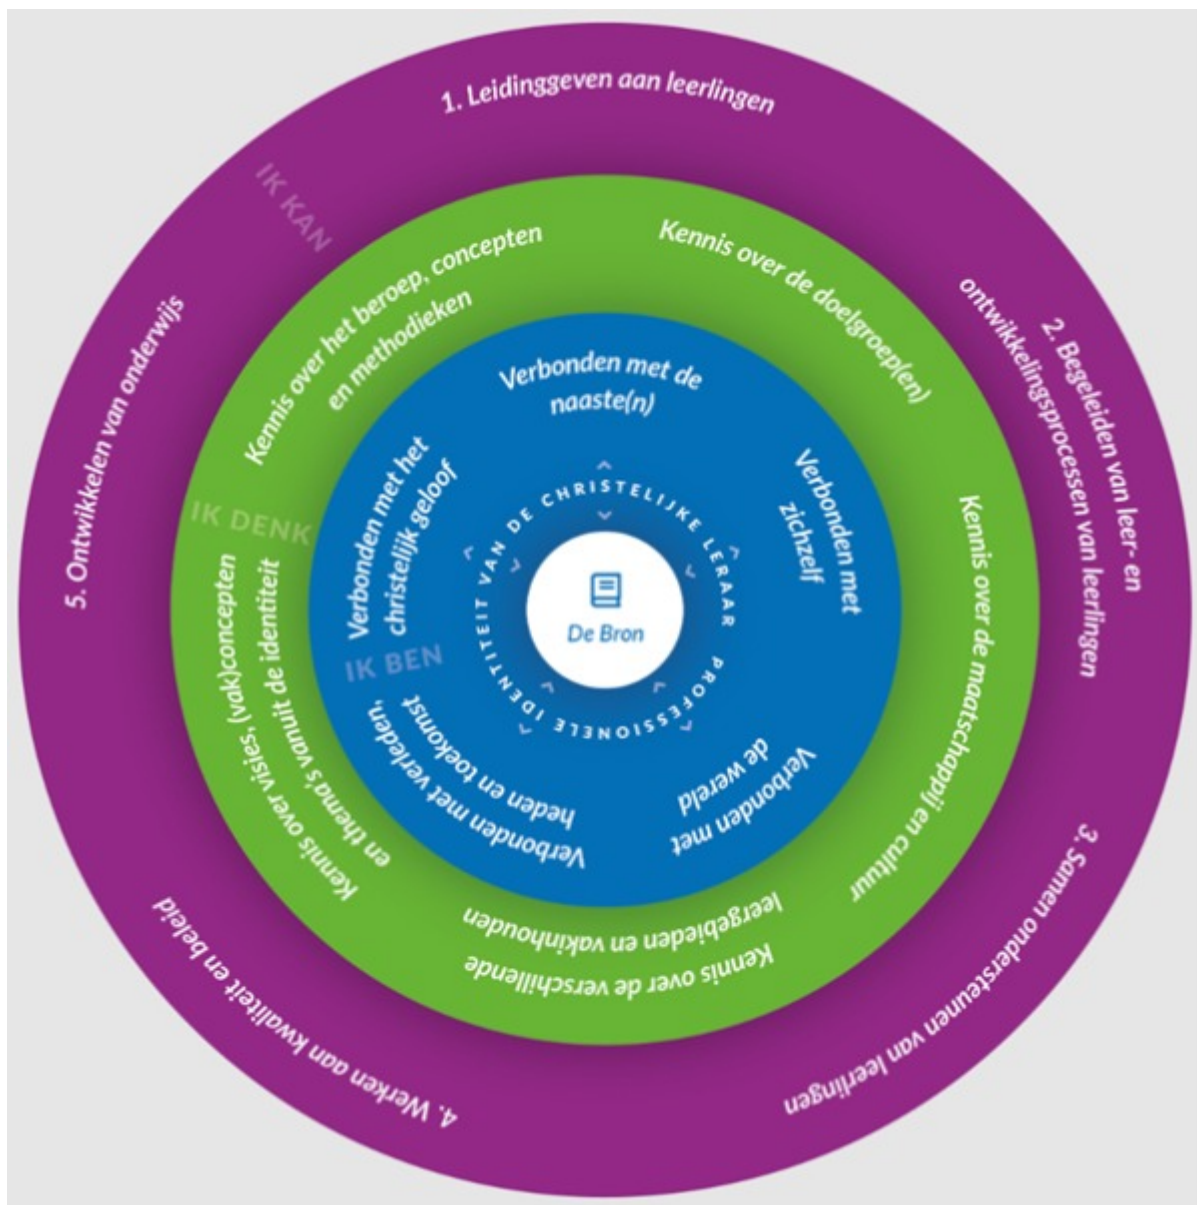 1. Leidinggeven aan leerlingen
2. Begeleiden van leer- en
ontwikkelingsprocessen van leerlingen
3. Samen ondersteunen van leerlingen
4. Werken aan kwaliteit en beleid
5. Ontwikkelen van onderwijs
IK KAN
Kennis over het beroep, concepten
en methodieken
Kennis over de doelgroep(en)
Kennis over de maatschappij en cultuur
Kennis over de verschillende
leergebieden en vakinhouden
Kennis over visies, (vak)concepten
en thema's vanuit de identiteit
IK DENK
Verbonden met de
naaste(n)
Verbonden met
zichzelf
Verbonden met
de wereld
Verbonden met verleden,
heden en toekomst
Verbonden met het
christelijk geloof
IK BEN
PROFESSIONELE IDENTITEIT VAN DE CHRISTELIJKE LERAAR
De Bron